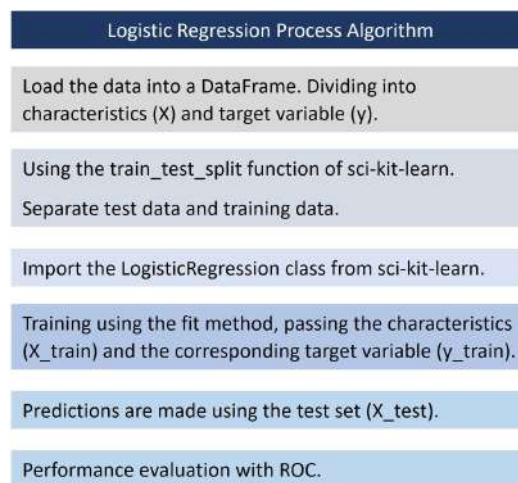 Logistic Regression Process Algorithm
Load the data into a DataFrame. Dividing into
characteristics (X) and target variable (y).
Using the train_test_split function of sci-kit-learn.
Separate test data and training data.
Import the LogisticRegression class from sci-kit-learn.
Training using the fit method, passing the characteristics
(X_train) and the corresponding target variable (y_train).
Predictions are made using the test set (X_test).
Performance evaluation with ROC.